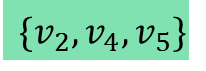 {v₂, v₄, v₅}